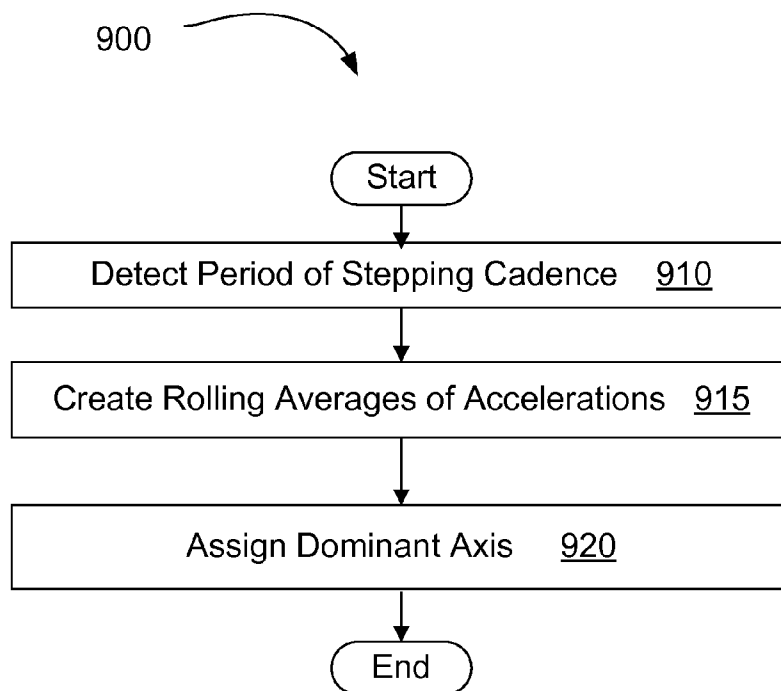 900
Start
Detect Period of Stepping Cadence 910
Create Rolling Averages of Accelerations 915
Assign Dominant Axis 920
End